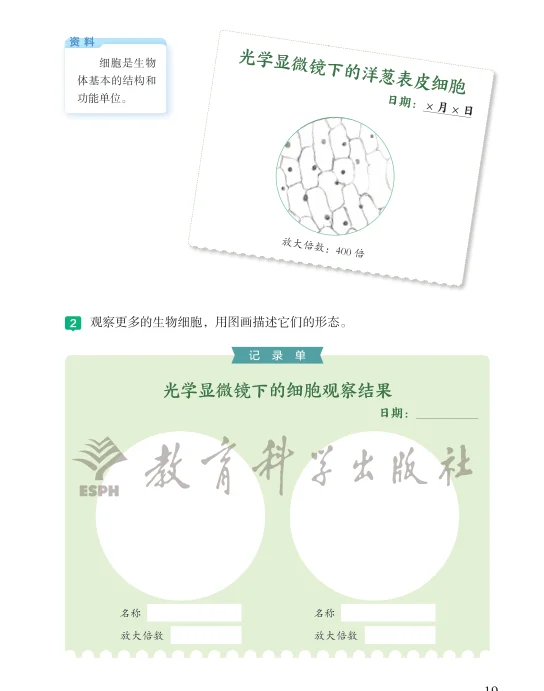 资料
细胞是生物
体基本的结构和
功能单位。
光学显微镜下的洋葱表皮细胞
日期：×月×日
放大倍数：400 倍
2 观察更多的生物细胞，用图画描述它们的形态。
记录单
光学显微镜下的细胞观察结果
日期：
ESPH 教育科学出版社
名称
名称
放大倍数
放大倍数